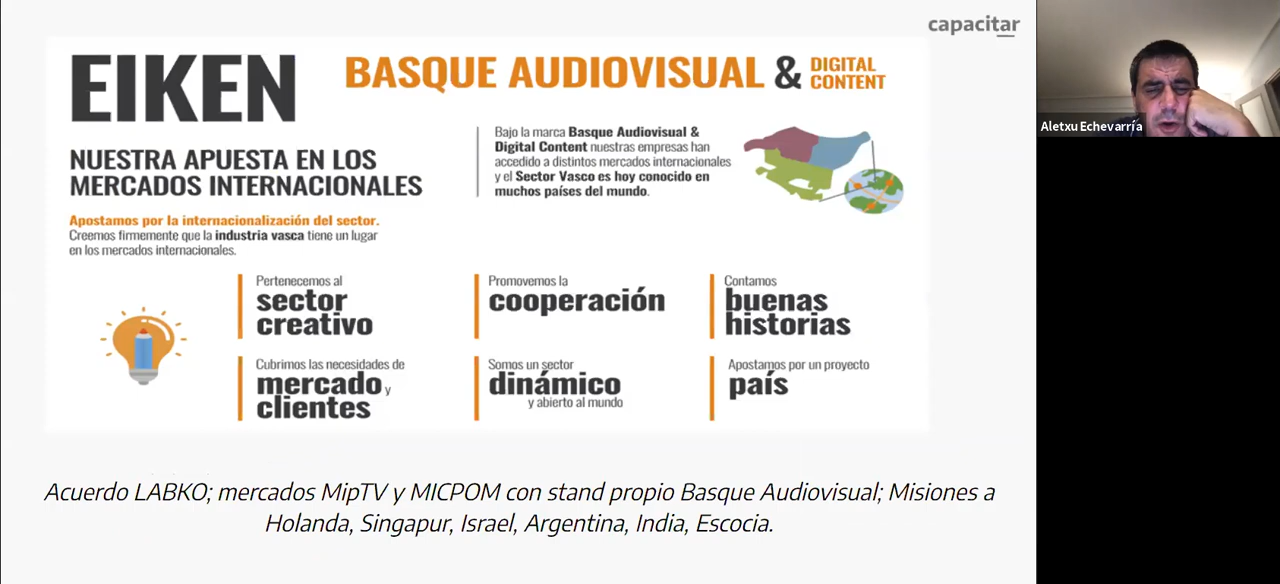 capacitar
EIKEN
BASQUE AUDIOVISUAL & DIGITAL
CONTENT
NUESTRA APUESTA EN LOS
MERCADOS INTERNACIONALES
Bajo la marca Basque Audiovisual &
Digital Content nuestras empresas han
accedido a distintos mercados internacionales
y el Sector Vasco es hoy conocido en
muchos países del mundo.
Apostamos por la internacionalización del sector.
Creemos firmemente que la industria vasca tiene un lugar
en los mercados internacionales.
Pertenecemos al
sector
creativo
Promovemos la
cooperación
Contamos
buenas
historias
Cubrimos las necesidades de
mercado y
clientes
Somos un sector
dinámico
y abierto al mundo
Apostamos por un proyecto
país
Acuerdo LABKO; mercados MipTV y MICPOM con stand propio Basque Audiovisual; Misiones a
Holanda, Singapur, Israel, Argentina, India, Escocia.
Aletxu Echevarría